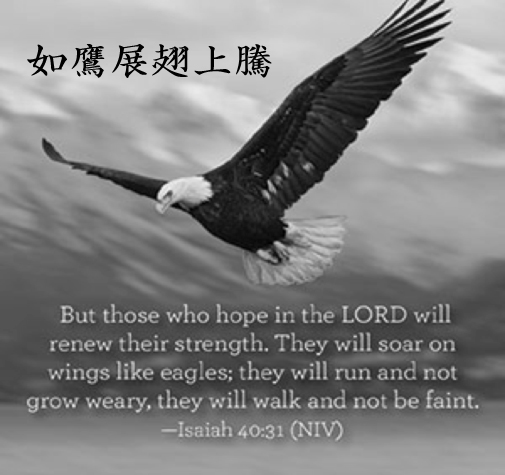 如鷹展翅上騰
But those who hope in the LORD will
renew their strength. They will soar on
wings like eagles; they will run and not
grow weary, they will walk and not be faint.
—Isaiah 40:31 (NIV)